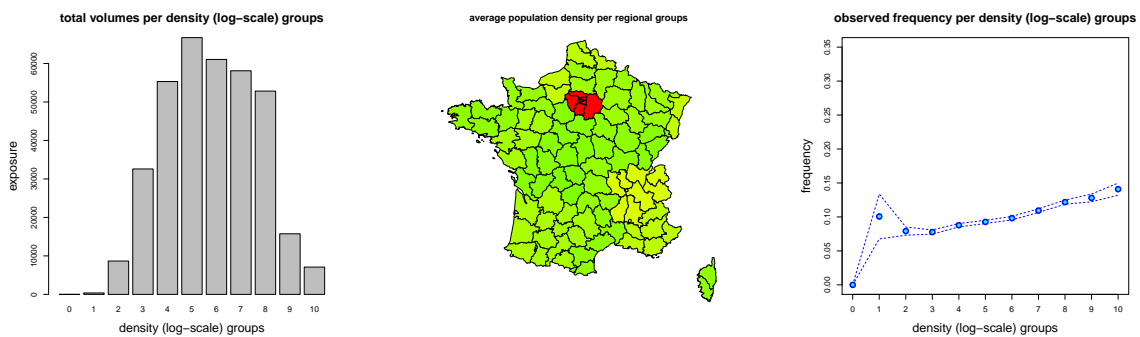 total volumes per density (log−scale) groups
exposure
60000
50000
40000
30000
20000
10000
0
0 1 2 3 4 5 6 7 8 9 10
density (log−scale) groups
average population density per regional groups
observed frequency per density (log−scale) groups
frequency
0.35
0.30
0.25
0.20
0.15
0.10
0.05
0.00
0 1 2 3 4 5 6 7 8 9 10
density (log−scale) groups